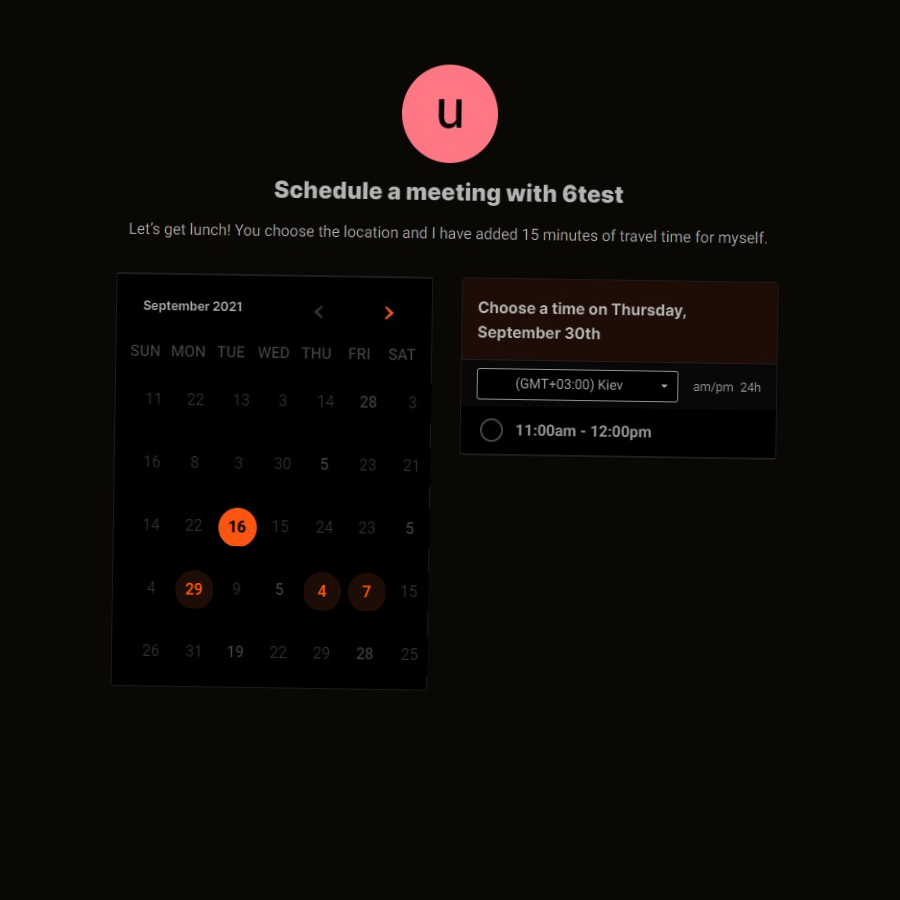 u
Schedule a meeting with 6test
Let's get lunch! You choose the location and I have added 15 minutes of travel time for myself.
September 2021
SUN MON TUE WED THU FRI SAT
11 22 13 3 14 28 3
16 8 3 30 5 23 21
14 22 16 15 24 23 5
4 29 9 5 4 7 15
26 31 19 22 29 28 25
Choose a time on Thursday,
September 30th
(GMT+03:00) Kiev am/pm 24h
11:00am - 12:00pm